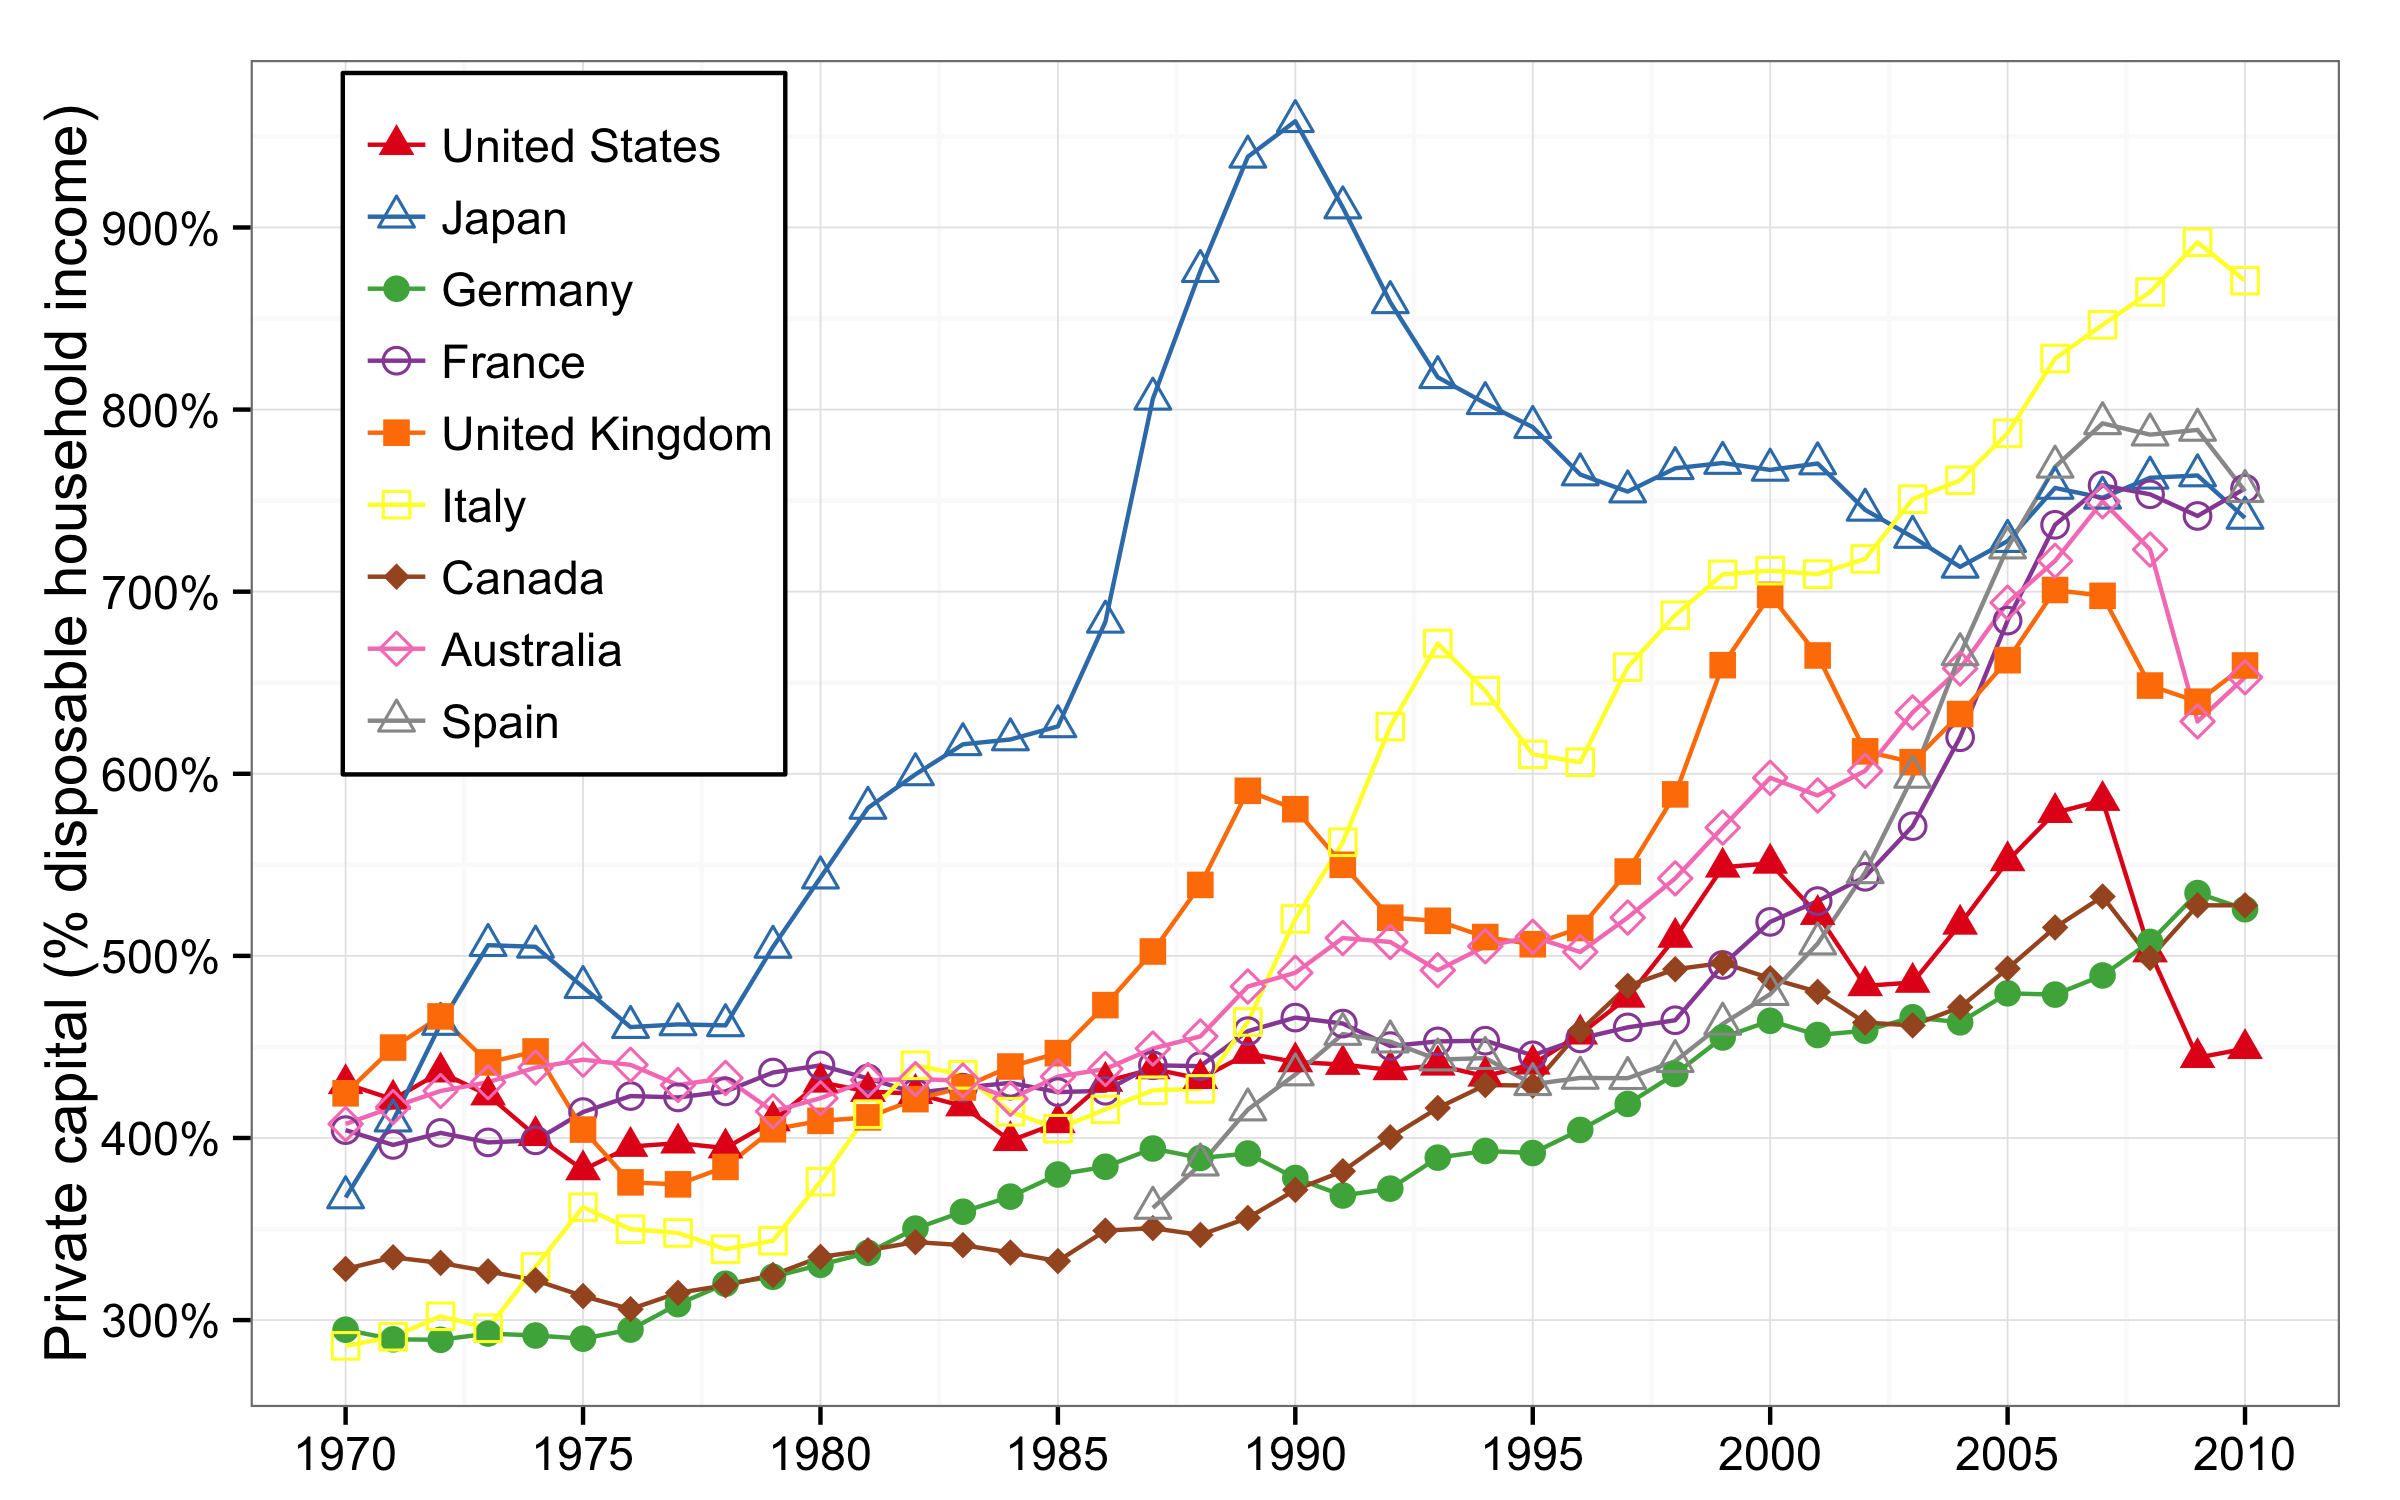 Private capital (% disposable household income)
900%
800%
700%
600%
500%
400%
300%
United States
Japan
Germany
France
United Kingdom
Italy
Canada
Australia
Spain
1970 1975 1980 1985 1990 1995 2000 2005 2010